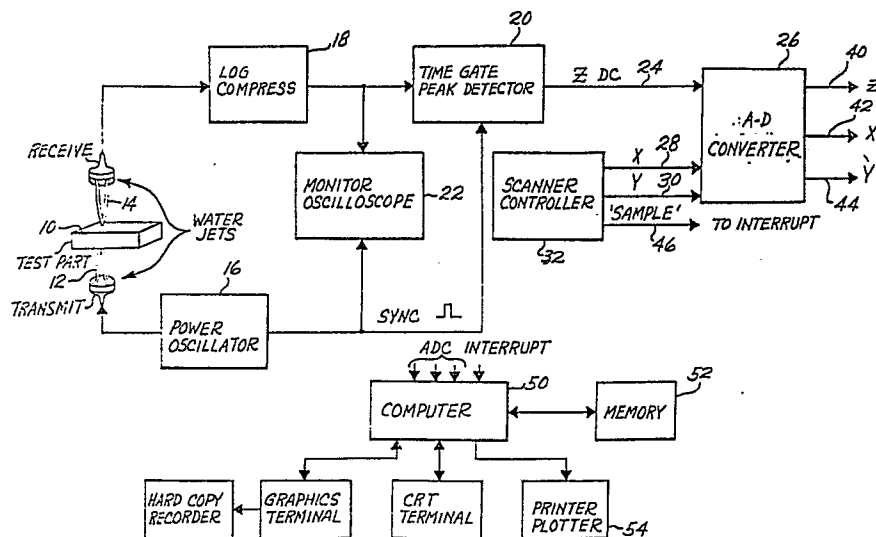 18
LOG
COMPRESS
20
TIME GATE
PEAK DETECTOR
Z DC
24
26
A-D
CONVERTER
40
Z
42
X
Y
44
RECEIVE
14
10
TEST PART
12
TRANSMIT
WATER
JETS
MONITOR
OSCILLOSCOPE
22
SCANNER
CONTROLLER
32
X
28
Y
30
'SAMPLE'
46
TO INTERRUPT
16
POWER
OSCILLATOR
SYNC
ADC INTERRUPT
50
COMPUTER
52
MEMORY
HARD COPY
RECORDER
GRAPHICS
TERMINAL
CRT
TERMINAL
PRINTER
PLOTTER
54